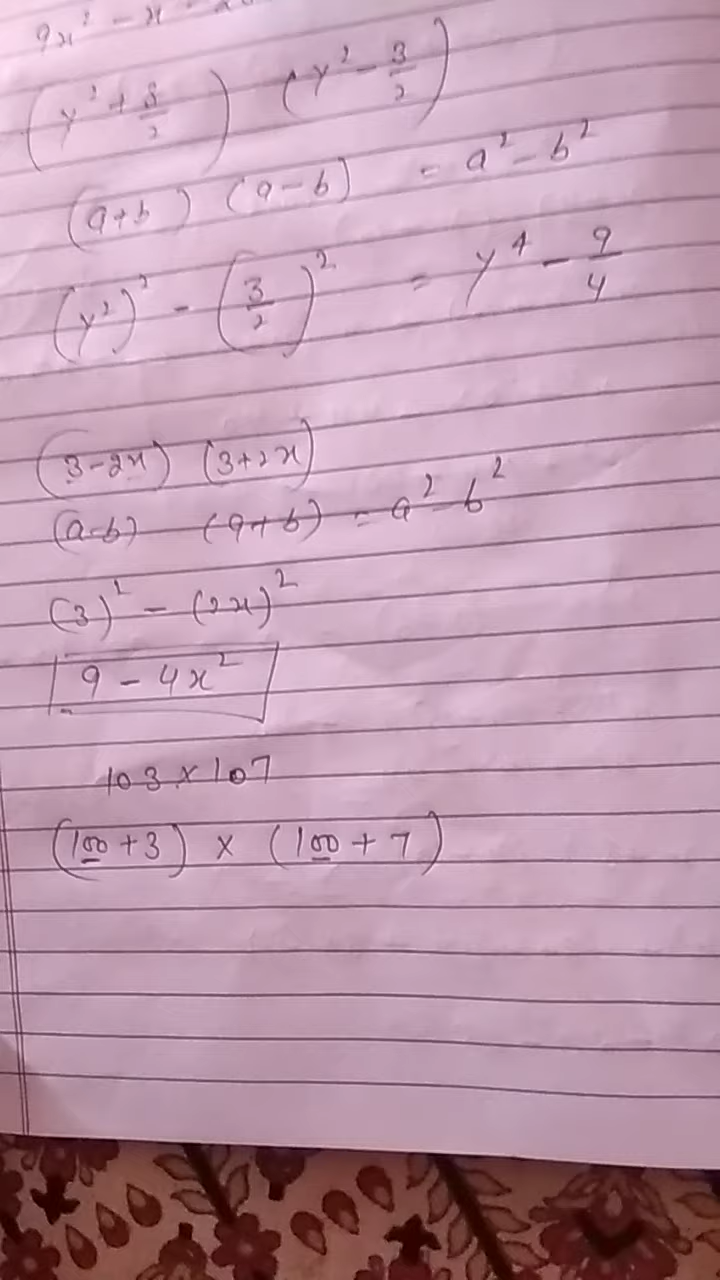 9x² - x
(y² + 3/2) (y² - 3/2)
(a+b) (a-b) = a² - b²
(y²)² - (3/2)² = y⁴ - 9/4
(3-2x) (3+2x)
(a-b) (a+b) = a² - b²
(3)² - (2x)²
9 - 4x²
103 × 107
(100 + 3) × (100 + 7)